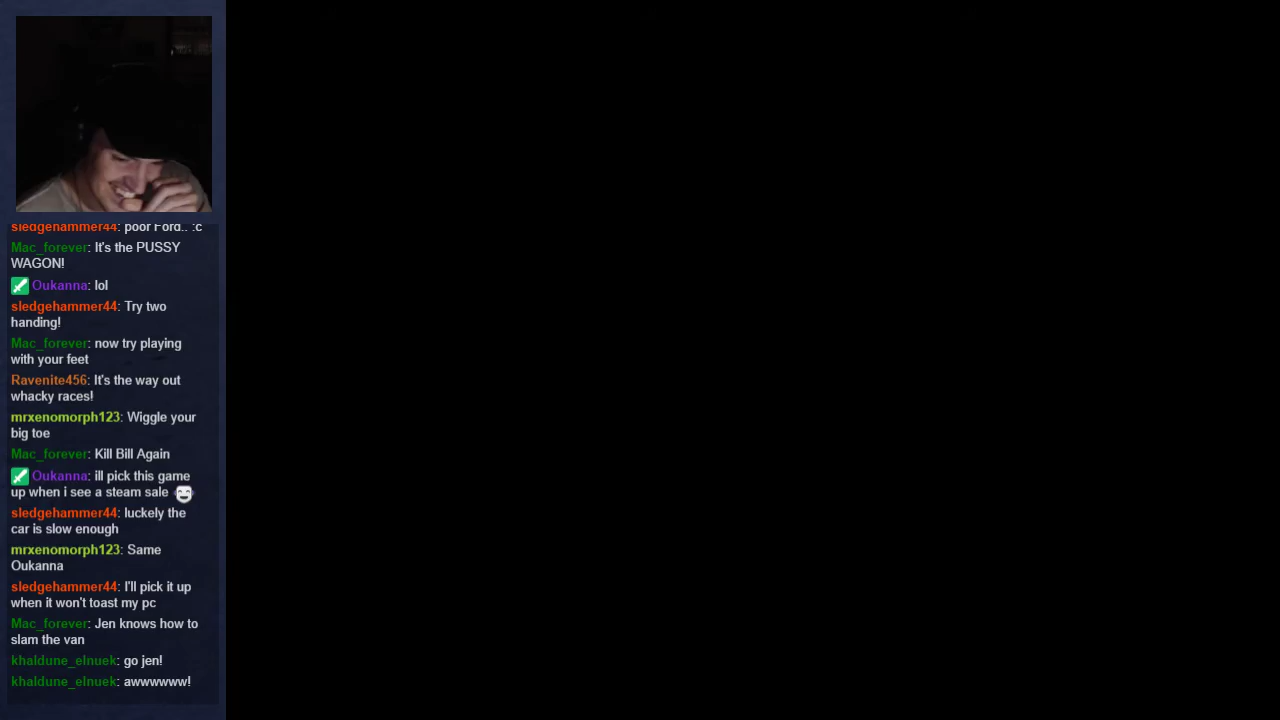 sledgehammer44: poor Ford.. :c
Mac_forever: It's the PUSSY
WAGON!
Oukanna: lol
sledgehammer44: Try two
handing!
Mac_forever: now try playing
with your feet
Ravenite456: It's the way out
whacky races!
mrxenomorph123: Wiggle your
big toe
Mac_forever: Kill Bill Again
Oukanna: ill pick this game
up when i see a steam sale
sledgehammer44: luckely the
car is slow enough
mrxenomorph123: Same
Oukanna
sledgehammer44: I'll pick it up
when it won't toast my pc
Mac_forever: Jen knows how to
slam the van
khaldune_elnuek: go jen!
khaldune_elnuek: awwwwww!